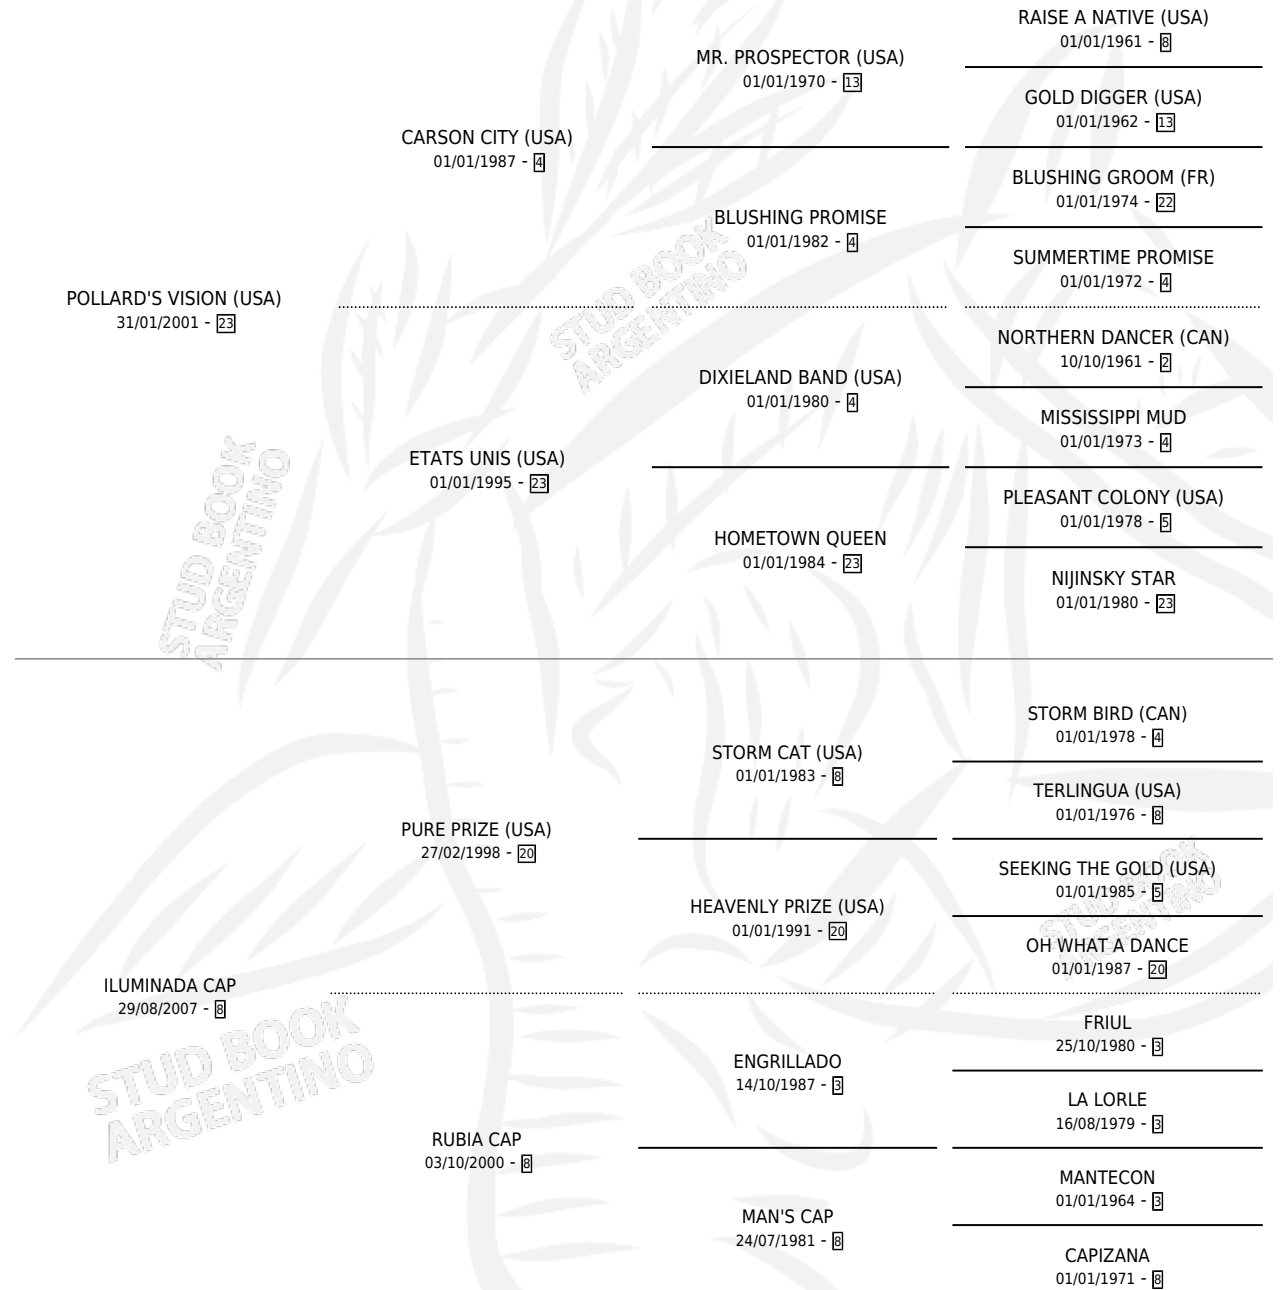 RAISE A NATIVE (USA)
01/01/1961 - 8
MR. PROSPECTOR (USA)
01/01/1970 - 13
GOLD DIGGER (USA)
01/01/1962 - 13
CARSON CITY (USA)
01/01/1987 - 4
BLUSHING GROOM (FR)
01/01/1974 - 22
BLUSHING PROMISE
01/01/1982 - 4
SUMMERTIME PROMISE
01/01/1972 - 4
POLLARD'S VISION (USA)
31/01/2001 - 23
NORTHERN DANCER (CAN)
10/10/1961 - 2
DIXIELAND BAND (USA)
01/01/1980 - 4
MISSISSIPPI MUD
01/01/1973 - 4
ETATS UNIS (USA)
01/01/1995 - 23
PLEASANT COLONY (USA)
01/01/1978 - 5
HOMETOWN QUEEN
01/01/1984 - 23
NIJINSKY STAR
01/01/1980 - 23
STUD BOOK
ARGENTINO
STUD BOOK
ARGENTINO
STORM BIRD (CAN)
01/01/1978 - 4
STORM CAT (USA)
01/01/1983 - 8
TERLINGUA (USA)
01/01/1976 - 8
PURE PRIZE (USA)
27/02/1998 - 20
SEEKING THE GOLD (USA)
01/01/1985 - 5
HEAVENLY PRIZE (USA)
01/01/1991 - 20
OH WHAT A DANCE
01/01/1987 - 20
ILUMINADA CAP
29/08/2007 - 8
FRIUL
25/10/1980 - 3
ENGRILLADO
14/10/1987 - 3
LA LORLE
16/08/1979 - 3
RUBIA CAP
03/10/2000 - 8
MANTECON
01/01/1964 - 3
MAN'S CAP
24/07/1981 - 8
CAPIZANA
01/01/1971 - 8
STUD BOOK
ARGENTINO
STUD BOOK
ARGENTINO